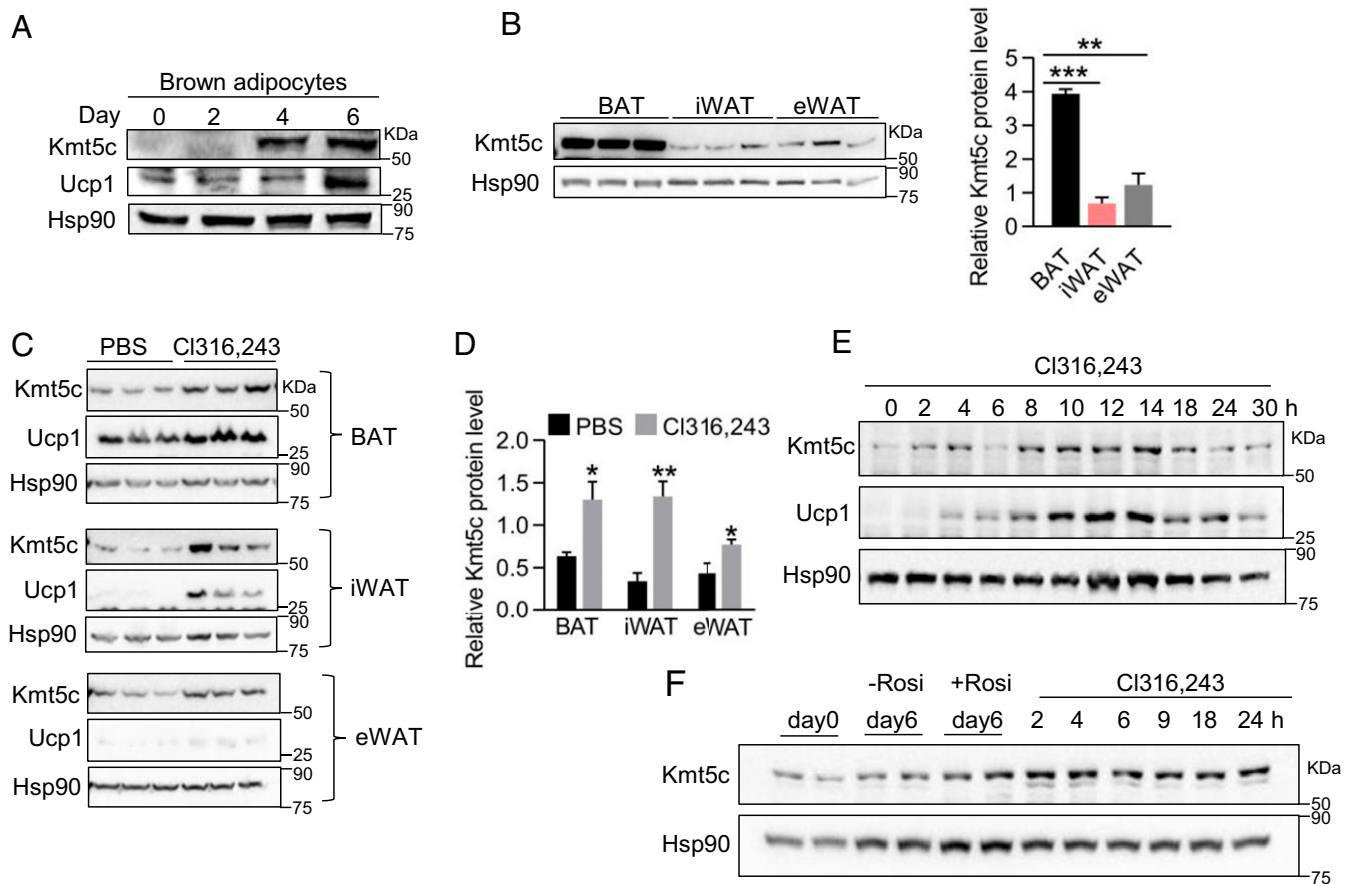 A
Brown adipocytes
Day 0 2 4 6
KDa
Kmt5c
50
Ucp1
25
90
Hsp90
75
B
BAT iWAT eWAT
KDa
Kmt5c
50
90
Hsp90
75
Relative Kmt5c protein level
5
4
3
2
1
0
**
***
BAT
iWAT
eWAT
C
PBS Cl316,243
Kmt5c
KDa
50
Ucp1
25
BAT
90
Hsp90
75
Kmt5c
50
Ucp1
25
iWAT
90
Hsp90
75
Kmt5c
50
Ucp1
25
eWAT
90
Hsp90
75
D
Relative Kmt5c protein level
PBS Cl316,243
2.0
1.5
1.0
0.5
0.0
* ** *
BAT iWAT eWAT
E
Cl316,243
0 2 4 6 8 10 12 14 18 24 30 h
Kmt5c
KDa
50
Ucp1
25
90
Hsp90
75
F
-Rosi +Rosi Cl316,243
day0 day6 day6 2 4 6 9 18 24 h
Kmt5c
KDa
50
90
Hsp90
75